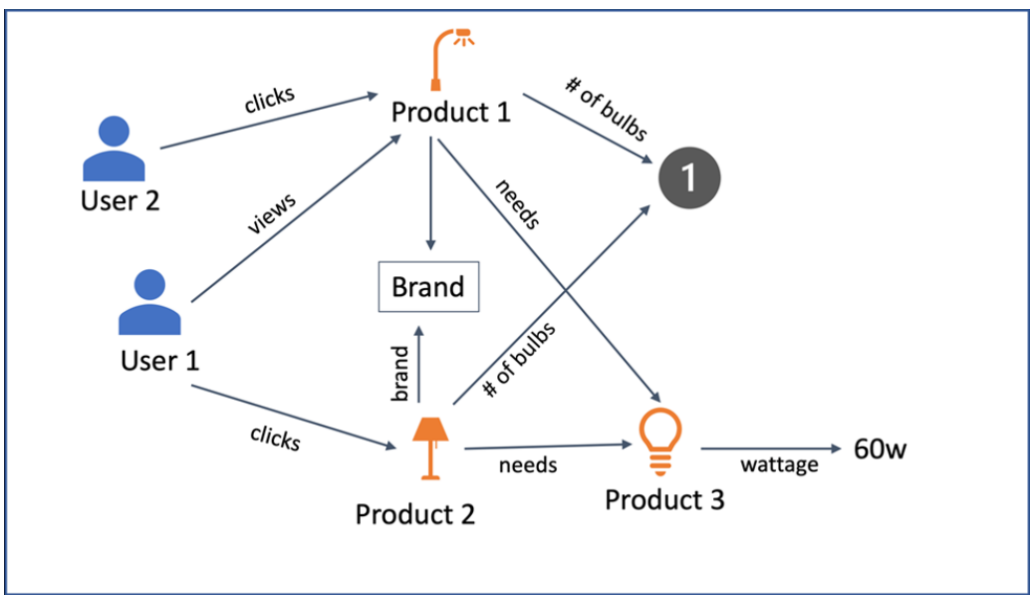 clicks
Product 1
# of bulbs
1
User 2
views
needs
Brand
User 1
brand
# of bulbs
clicks
needs
wattage
60w
Product 2
Product 3